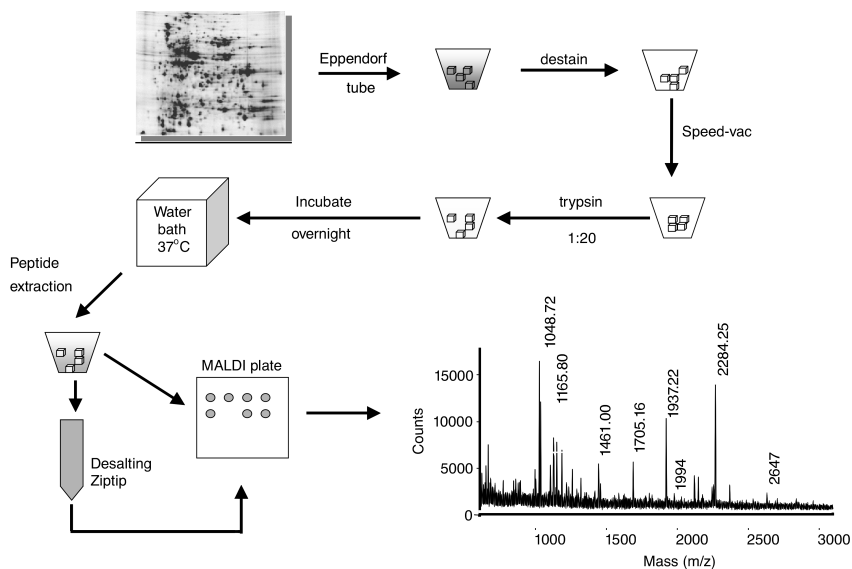 Eppendorf
tube
destain
Speed-vac
trypsin
1:20
Incubate
overnight
Water
bath
37°C
Peptide
extraction
MALDI plate
Desalting
Ziptip
1048.72
1165.80
1461.00
1705.16
1937.22
1994
2284.25
2647
Counts
15000
10000
5000
0
1000 1500 2000 2500 3000
Mass (m/z)